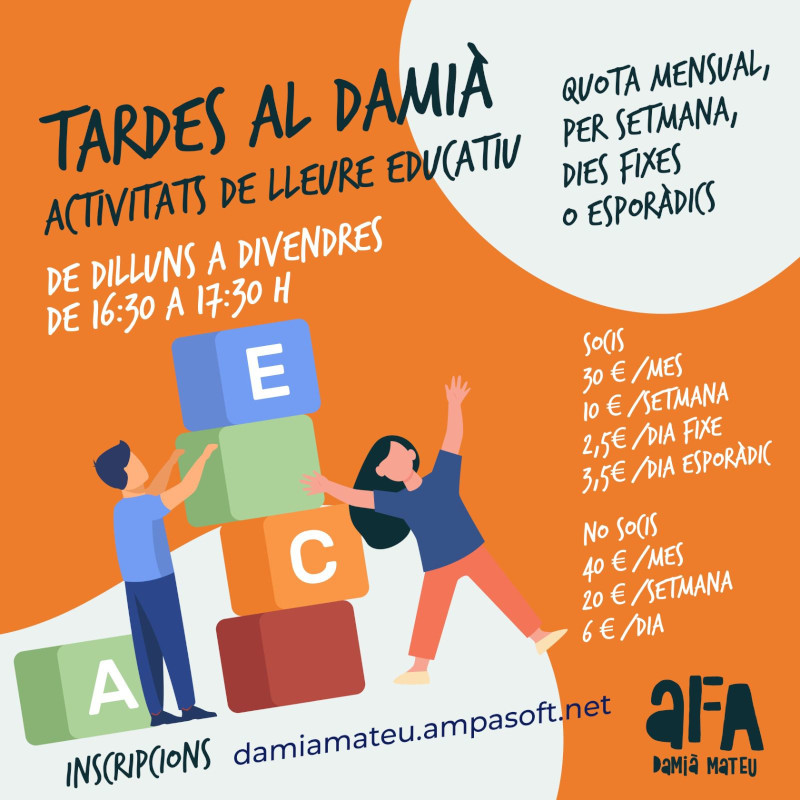 TARDES AL DAMIÀ
ACTIVITATS DE LLEURE EDUCATIU
DE DILLUNS A DIVENDRES
DE 16:30 A 17:30 H
QUOTA MENSUAL,
PER SETMANA,
DIES FIXES
O ESPORÀDICS
SOCIS
30 € /MES
10 € /SETMANA
2,5€ /DIA FIXE
3,5€ /DIA ESPORÀDIC
NO SOCIS
40 € /MES
20 € /SETMANA
6 € /DIA
E
C
A
INSCRIPCIONS damiamateu.ampasoft.net
aFA
DAMIÀ MATEU